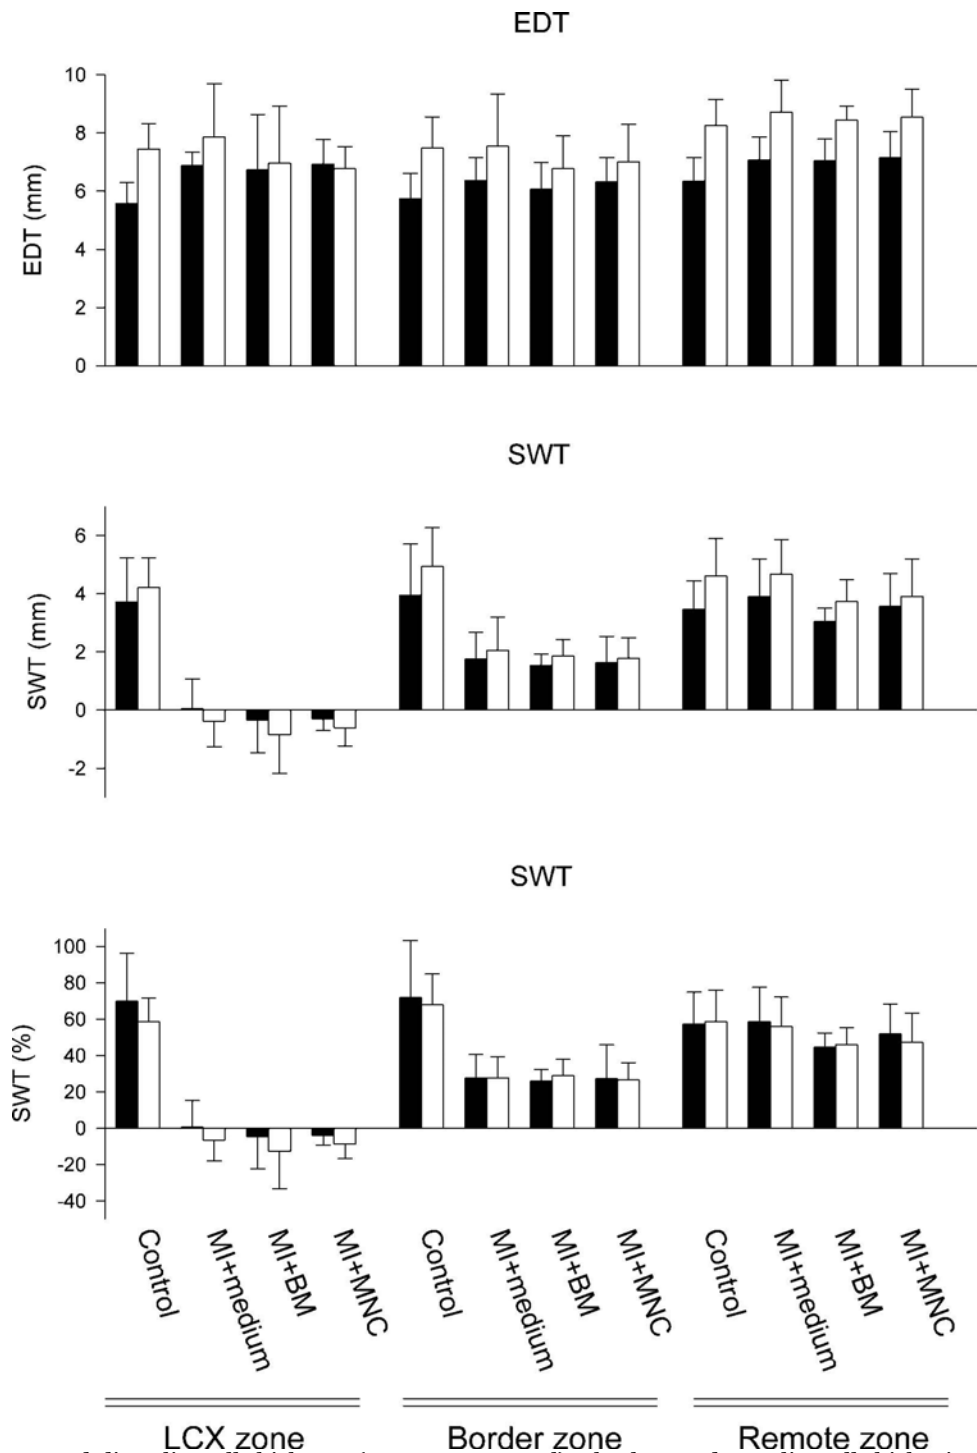 EDT
EDT (mm)
10
8
6
4
2
0
SWT
SWT (mm)
6
4
2
0
-2
SWT
SWT (%)
100
80
60
40
20
0
-20
-40
Control MI+medium MI+BM MI+MNC Control MI+medium MI+BM MI+MNC Control MI+medium MI+BM MI+MNC
LCX zone Border zone Remote zone